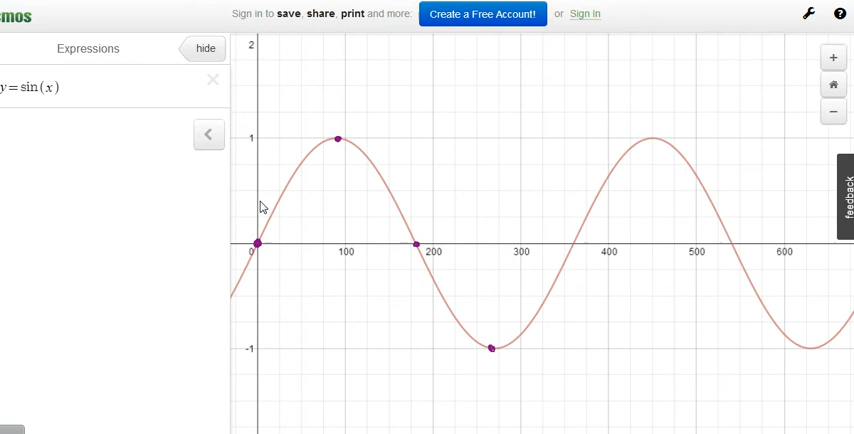 mos
Sign in to save, share, print and more: Create a Free Account! or Sign In
Expressions
hide
y=sin(x)
2
1
0 100 200 300 400 500 600
-1
feedback